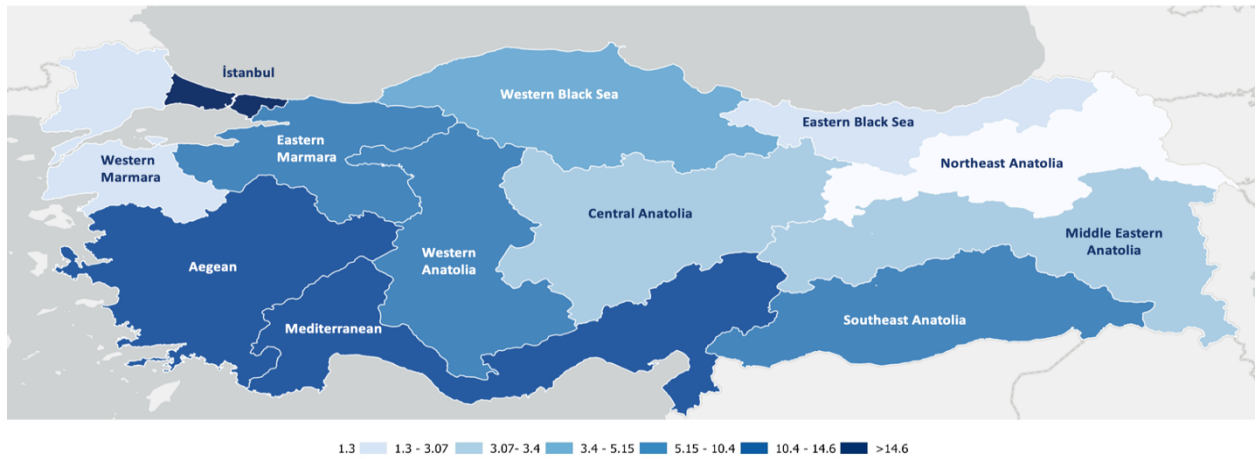 İstanbul
Western Black Sea
Eastern Black Sea
Eastern
Marmara
Western
Marmara
Northeast Anatolia
Central Anatolia
Middle Eastern
Anatolia
Western
Anatolia
Aegean
Mediterranean
Southeast Anatolia
1.3 1.3 - 3.07 3.07- 3.4 3.4 - 5.15 5.15 - 10.4 10.4 - 14.6 >14.6